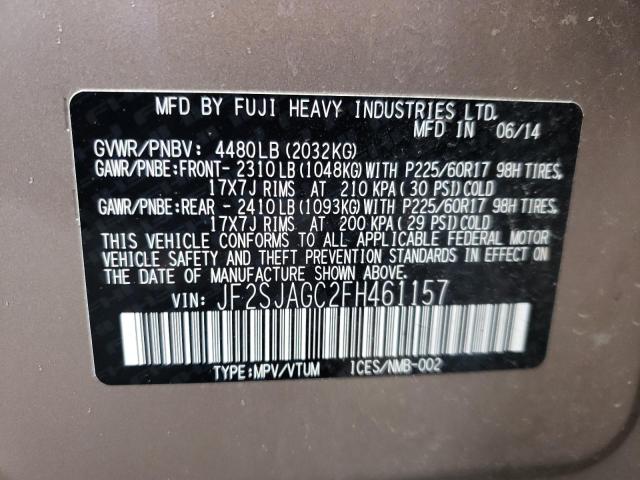 MFD BY FUJI HEAVY INDUSTRIES LTD.
MFD IN 06/14
GVWR/PNBV: 4480LB (2032KG)
GAWR/PNBE:FRONT- 2310 LB (1048KG) WITH P225/60R17 98H TIRES,
17X7J RIMS AT 210 KPA( 30 PSI) COLD
GAWR/PNBE:REAR - 2410 LB (1093KG) WITH P225/60R17 98H TIRES,
17X7J RIMS AT 200 KPA( 29 PSI) COLD
THIS VEHICLE CONFORMS TO ALL APPLICABLE FEDERAL MOTOR
VEHICLE SAFETY AND THEFT PREVENTION STANDARDS IN EFFECT ON
THE DATE OF MANUFACTURE SHOWN ABOVE.
VIN: JF2SJAGC2FH461157
TYPE:MPV/VTUM ICES/NMB-002